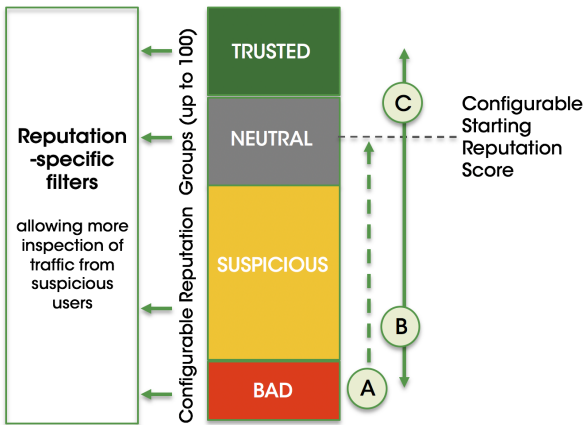 Reputation
-specific
filters
allowing more
inspection of
traffic from
suspicious
users
Configurable Reputation Groups (up to 100)
TRUSTED
NEUTRAL
SUSPICIOUS
BAD
C
B
A
Configurable
Starting
Reputation
Score